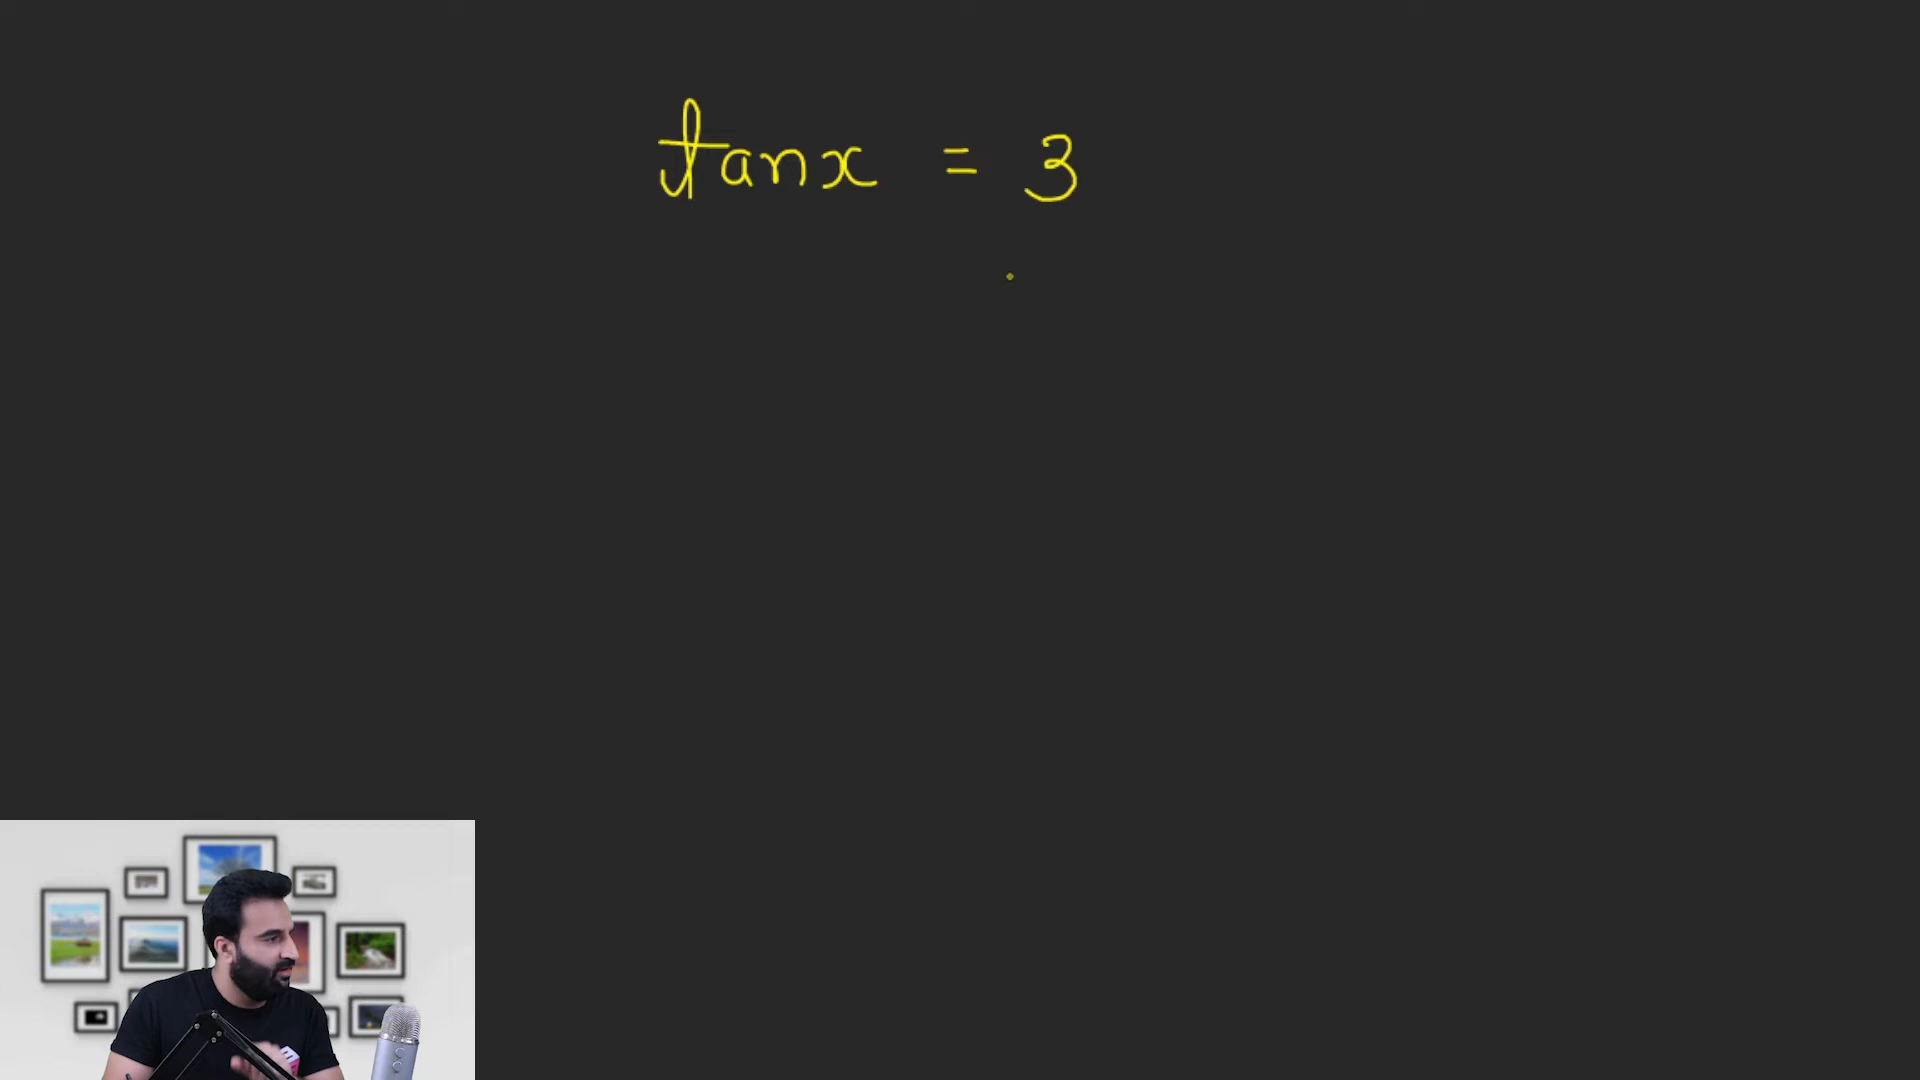 tanx = 3